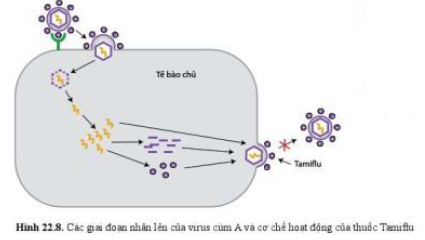 Tế bào chủ
Tamiflu
Hình 22.8. Các giai đoạn nhân lên của virus cúm A và cơ chế hoạt động của thuốc Tamiflu